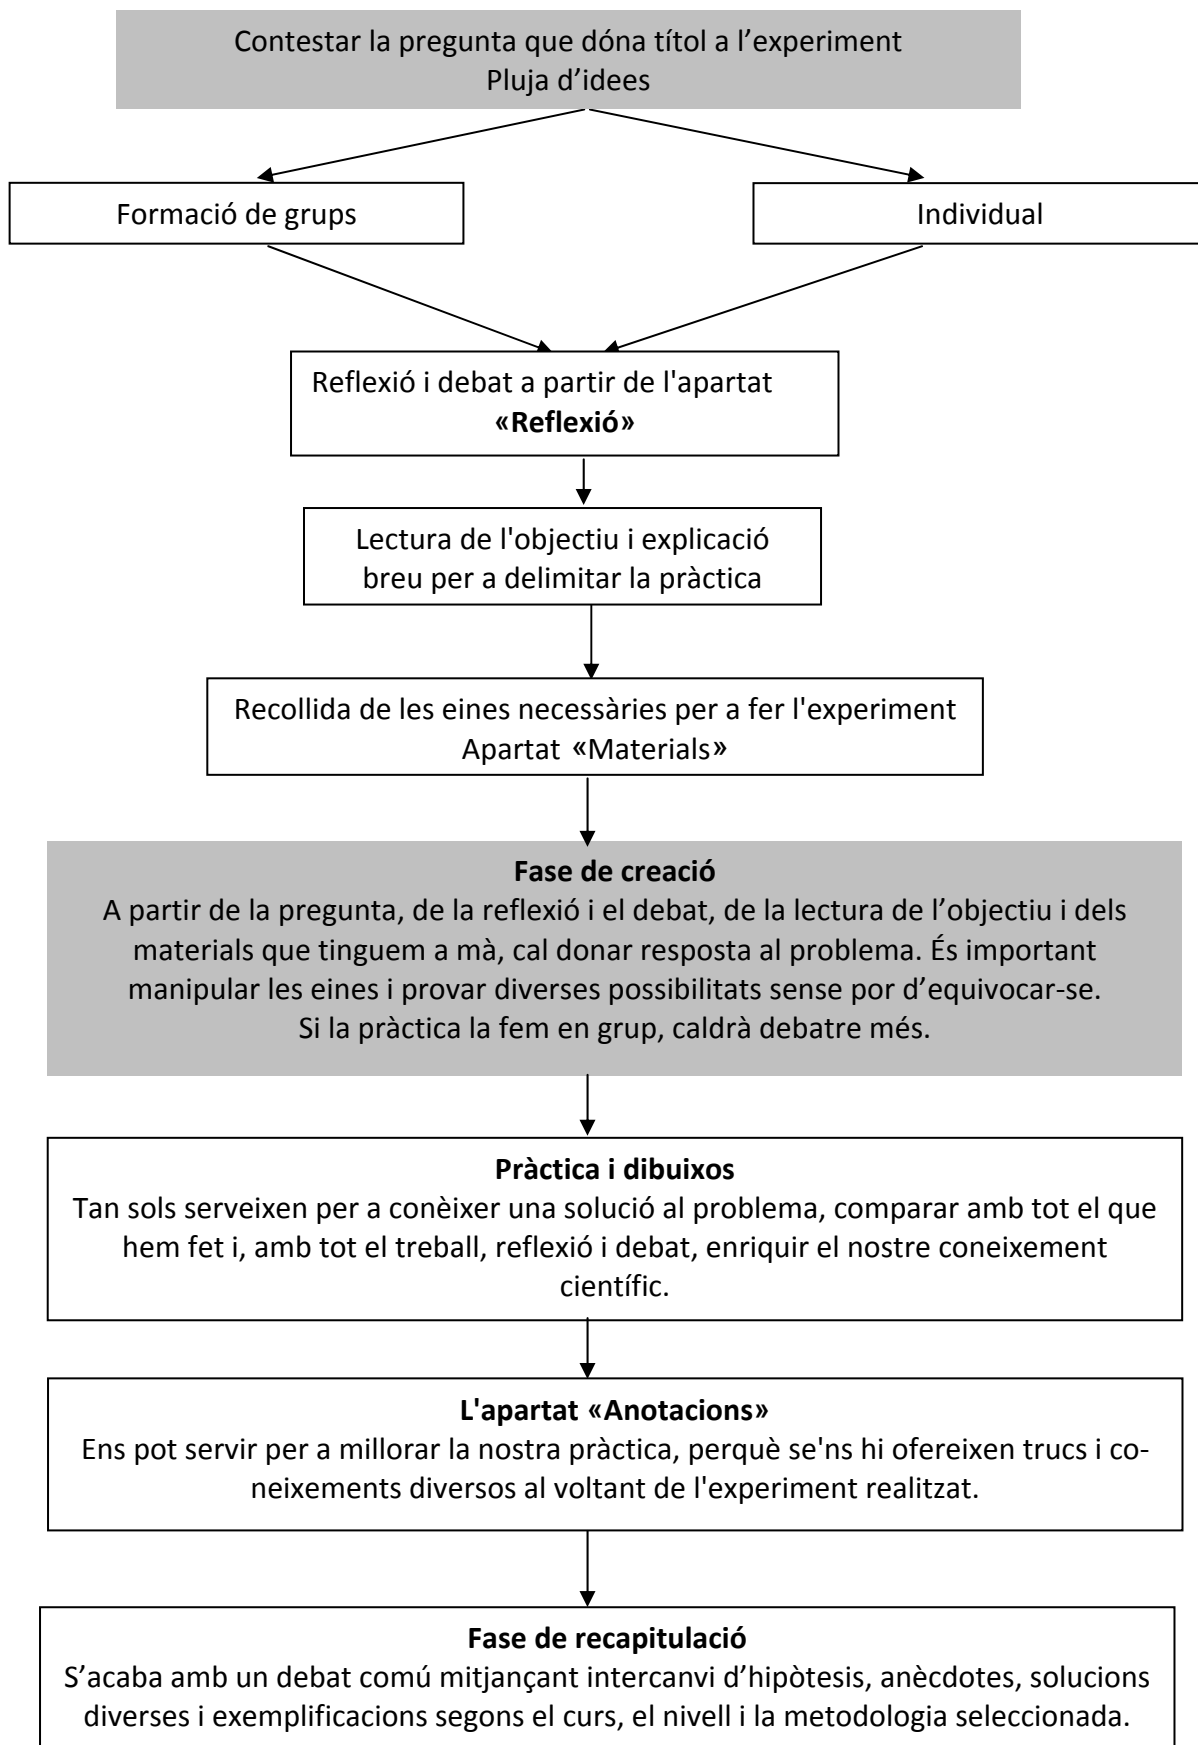 Contestar la pregunta que dóna títol a l’experiment
Pluja d’idees
Formació de grups
Individual
Reflexió i debat a partir de l'apartat
«Reflexió»
Lectura de l'objectiu i explicació
breu per a delimitar la pràctica
Recollida de les eines necessàries per a fer l'experiment
Apartat «Materials»
Fase de creació
A partir de la pregunta, de la reflexió i el debat, de la lectura de l’objectiu i dels
materials que tinguem a mà, cal donar resposta al problema. És important
manipular les eines i provar diverses possibilitats sense por d’equivocar-se.
Si la pràctica la fem en grup, caldrà debatre més.
Pràctica i dibuixos
Tan sols serveixen per a conèixer una solució al problema, comparar amb tot el que
hem fet i, amb tot el treball, reflexió i debat, enriquir el nostre coneixement
científic.
L'apartat «Anotacions»
Ens pot servir per a millorar la nostra pràctica, perquè se'ns hi ofereixen trucs i co-
neixements diversos al voltant de l'experiment realitzat.
Fase de recapitulació
S’acaba amb un debat comú mitjançant intercanvi d’hipòtesis, anècdotes, solucions
diverses i exemplificacions segons el curs, el nivell i la metodologia seleccionada.